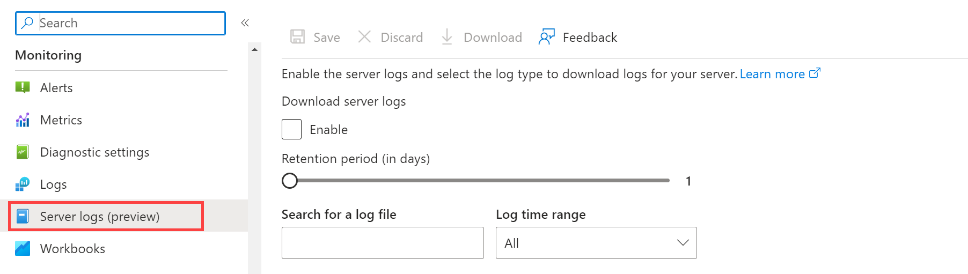 Search
Monitoring
Alerts
Metrics
Diagnostic settings
Logs
Server logs (preview)
Workbooks
Save Discard Download Feedback
Enable the server logs and select the log type to download logs for your server. Learn more
Download server logs
Enable
Retention period (in days)
1
Search for a log file Log time range
All